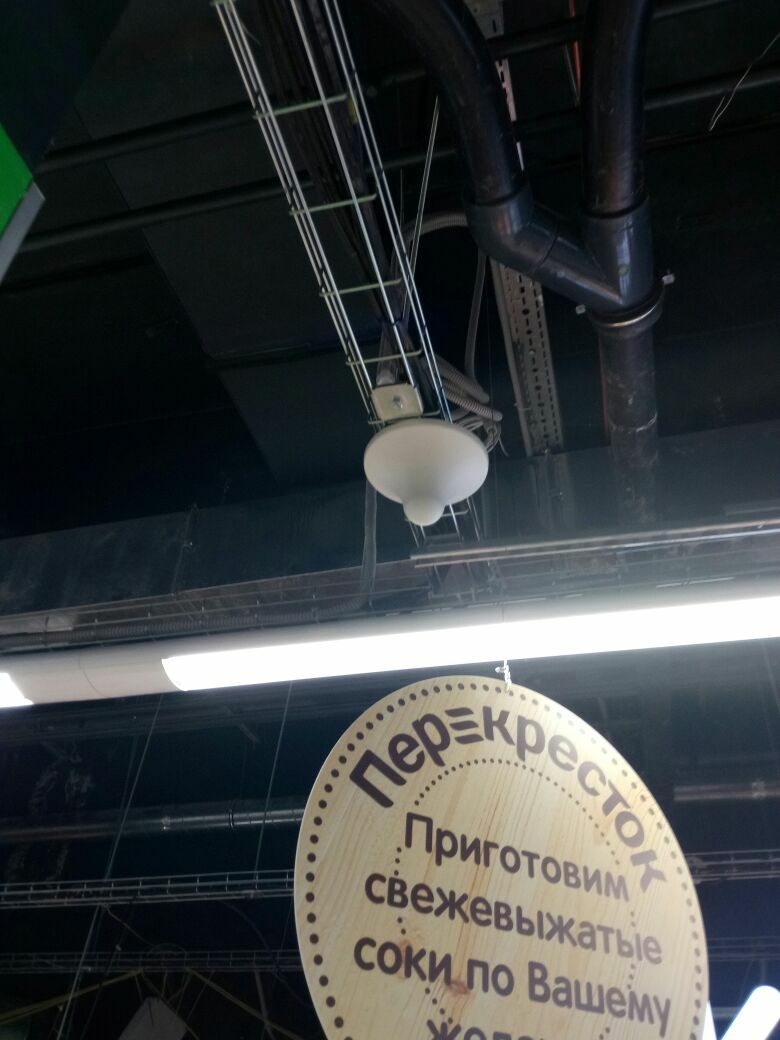 Перекресток
Приготовим
свежевыжатые
соки по Вашему